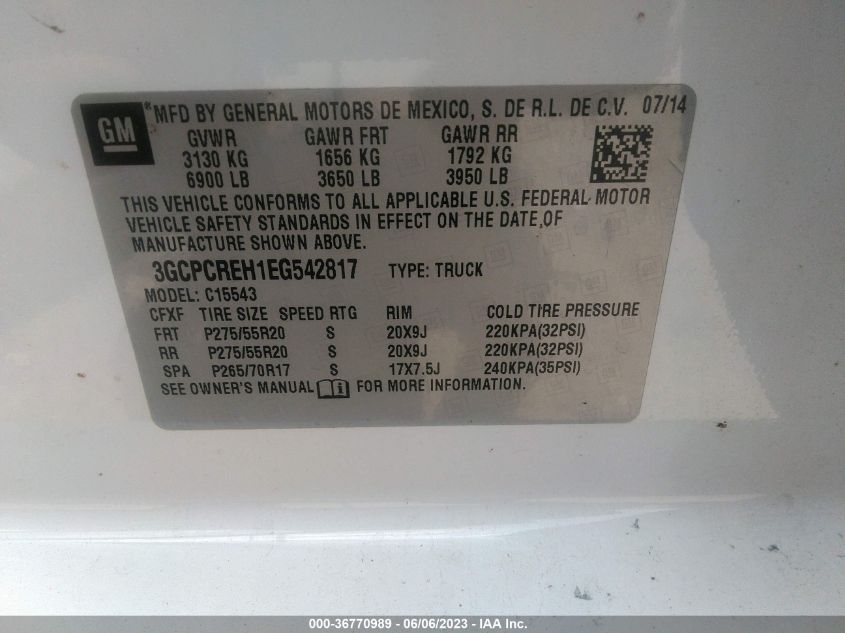 GM
*MFD BY GENERAL MOTORS DE MEXICO, S. DE R.L. DE C.V. 07/14
GVWR GAWR FRT GAWR RR
3130 KG 1656 KG 1792 KG
6900 LB 3650 LB 3950 LB
THIS VEHICLE CONFORMS TO ALL APPLICABLE U.S. FEDERAL MOTOR
VEHICLE SAFETY STANDARDS IN EFFECT ON THE DATE OF
MANUFACTURE SHOWN ABOVE.
3GCPCREH1EG542817 TYPE: TRUCK
MODEL: C15543
CFXF TIRE SIZE SPEED RTG RIM COLD TIRE PRESSURE
FRT P275/55R20 S 20X9J 220KPA(32PSI)
RR P275/55R20 S 20X9J 220KPA(32PSI)
SPA P265/70R17 S 17X7.5J 240KPA(35PSI)
SEE OWNER'S MANUAL FOR MORE INFORMATION.
000-36770989 - 06/06/2023 - IAA Inc.